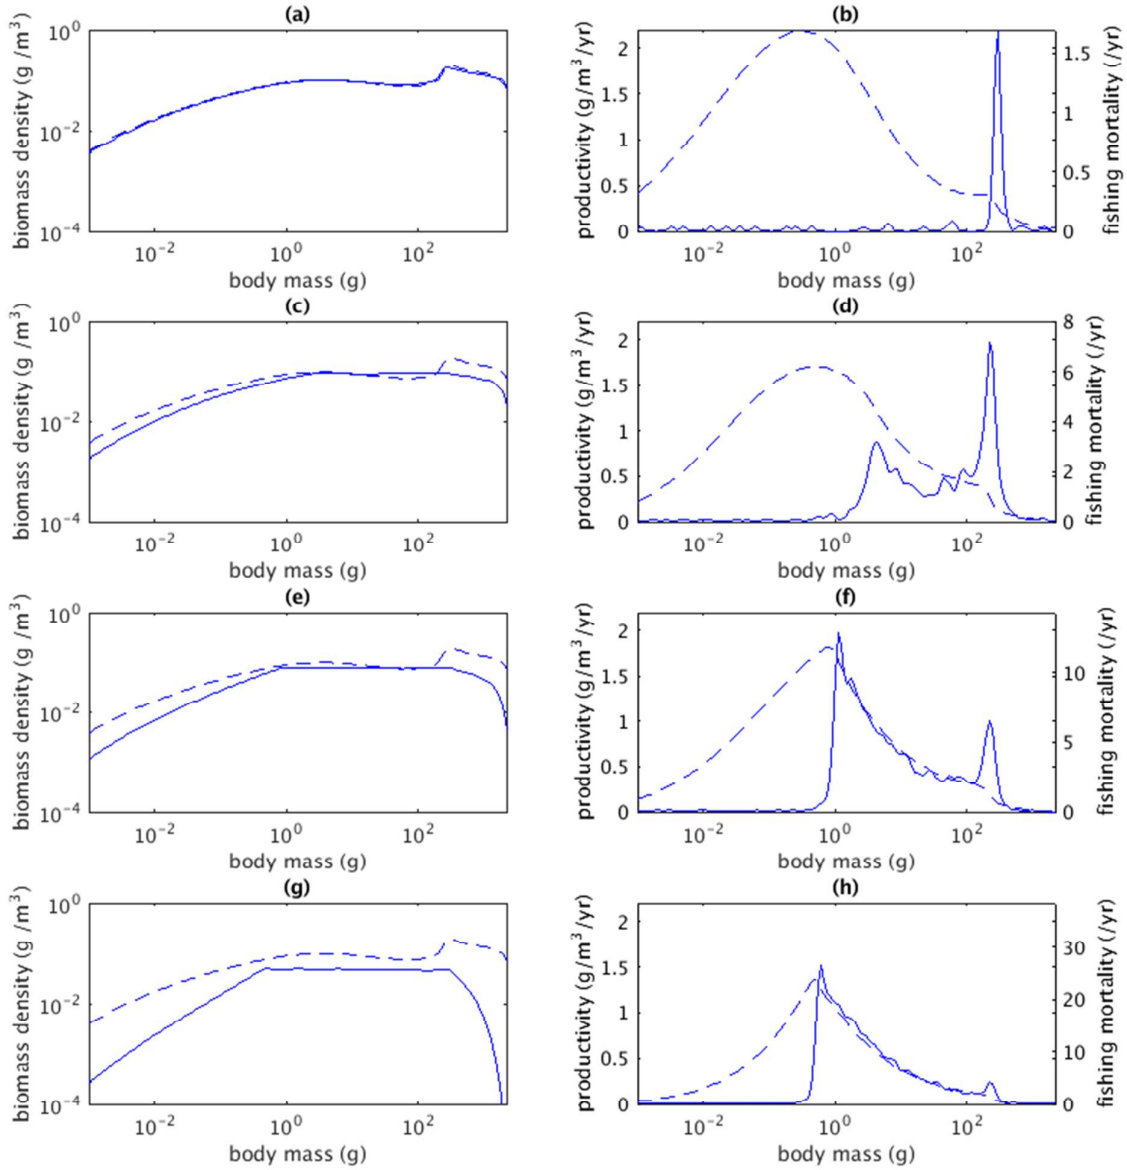 (a)
10^0
10^-2
10^-4
biomass density (g /m^3)
10^-2
10^0
10^2
body mass (g)
(b)
2
1.5
1
0.5
0
productivity (g/m^3/yr)
1.5
1
0.5
0
fishing mortality (/yr)
10^-2
10^0
10^2
body mass (g)
(c)
10^0
10^-2
10^-4
biomass density (g /m^3)
10^-2
10^0
10^2
body mass (g)
(d)
2
1.5
1
0.5
0
productivity (g/m^3/yr)
8
6
4
2
0
fishing mortality (/yr)
10^-2
10^0
10^2
body mass (g)
(e)
10^0
10^-2
10^-4
biomass density (g /m^3)
10^-2
10^0
10^2
body mass (g)
(f)
2
1.5
1
0.5
0
productivity (g/m^3/yr)
10
5
0
fishing mortality (/yr)
10^-2
10^0
10^2
body mass (g)
(g)
10^0
10^-2
10^-4
biomass density (g /m^3)
10^-2
10^0
10^2
body mass (g)
(h)
2
1.5
1
0.5
0
productivity (g/m^3/yr)
30
20
10
0
fishing mortality (/yr)
10^-2
10^0
10^2
body mass (g)